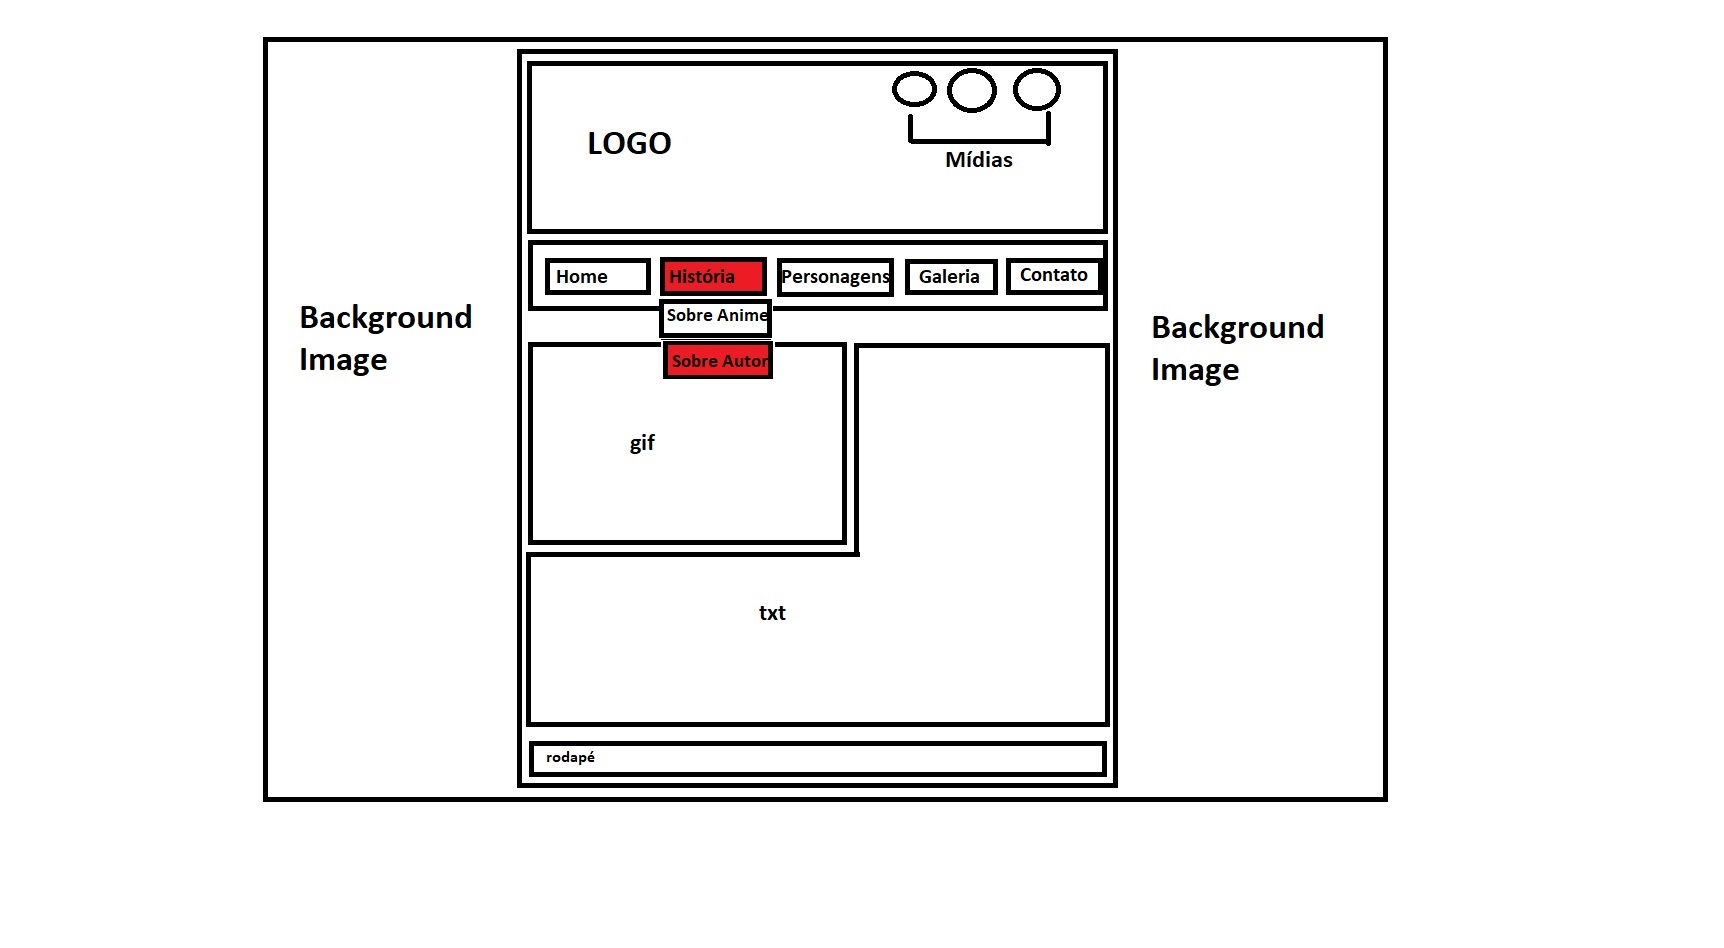 LOGO
Mídias
Home
História
Personagens
Galeria
Contato
Sobre Anime
Sobre Autor
Background
Image
Background
Image
gif
txt
rodapé